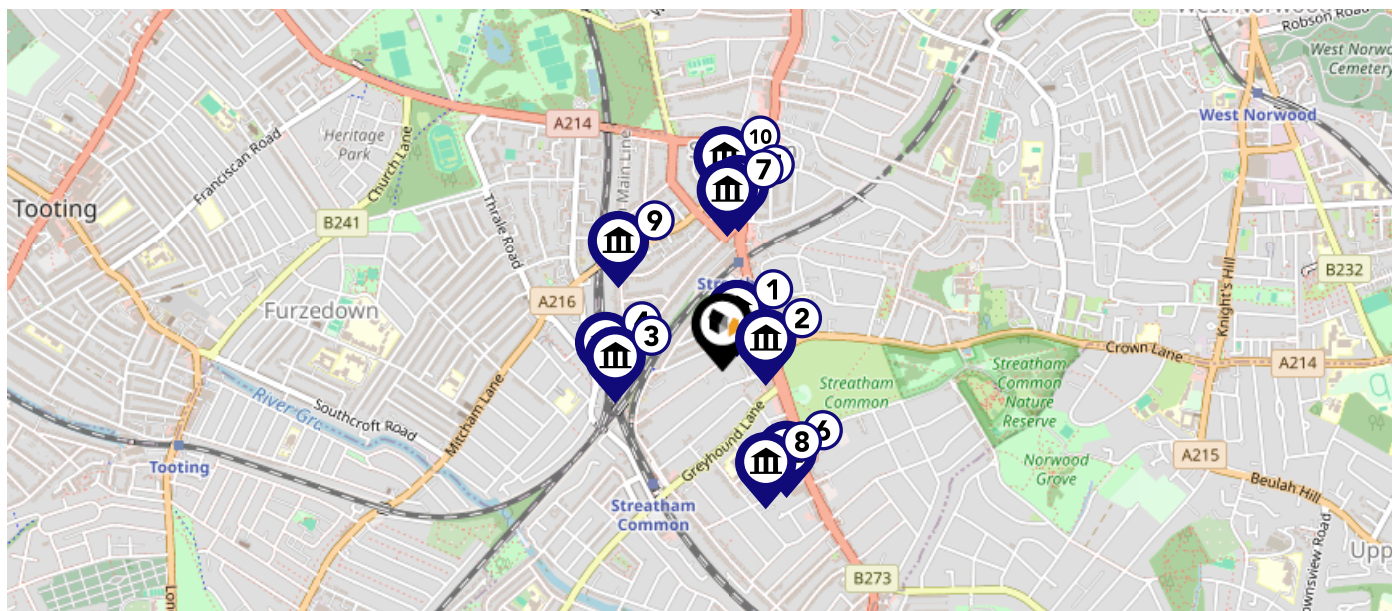 Robson Road
West Norwood
Cemetery
A214
10
West Norwood
Heritage
Park
Main Line
Franciscan Road
Church Lane
7
Tooting
B241
Thrale Road
9
Knight's Hill
B232
Furzedown
A216
1
2
3
Crown Lane
A214
Streatham
Common
Streatham
Common
Nature
Reserve
River Gra
Southcroft Road
Mitcham Lane
Greyhound Lane
8
6
A215
Tooting
Norwood
Grove
Beulah Hill
Streatham
Common
Upp
B273
ownsview Road
Lon